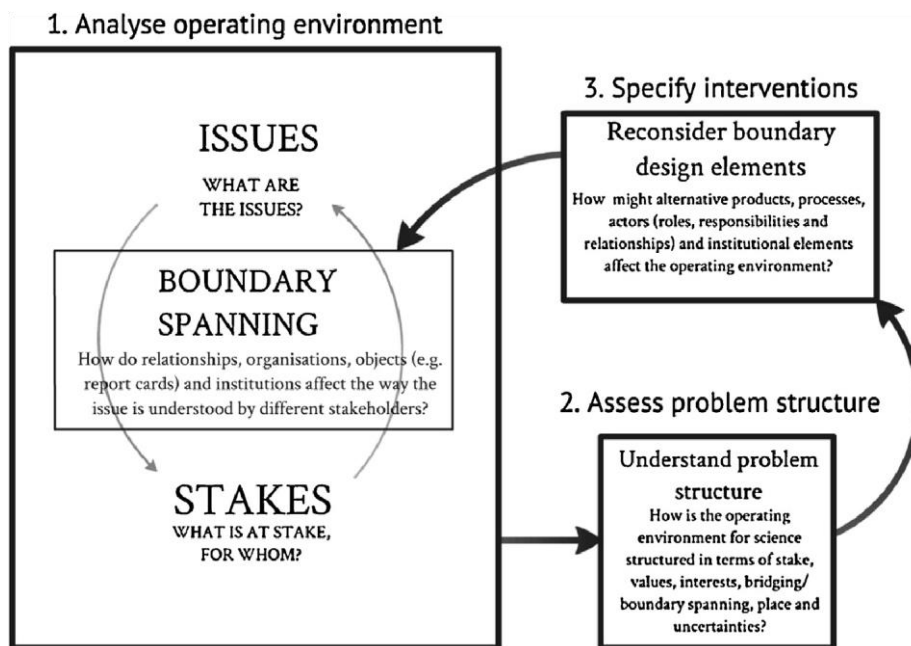 1. Analyse operating environment
ISSUES
WHAT ARE
THE ISSUES?
BOUNDARY
SPANNING
How do relationships, organisations, objects (e.g.
report cards) and institutions affect the way the
issue is understood by different stakeholders?
STAKES
WHAT IS AT STAKE,
FOR WHOM?
2. Assess problem structure
Understand problem
structure
How is the operating
environment for science
structured in terms of stake,
values, interests, bridging/
boundary spanning, place and
uncertainties?
3. Specify interventions
Reconsider boundary
design elements
How might alternative products, processes,
actors (roles, responsibilities and
relationships) and institutional elements
affect the operating environment?